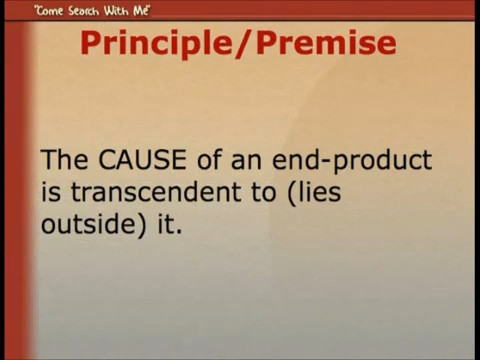 "Come Search With Me"
Principle/Premise
The CAUSE of an end-product
is transcendent to (lies
outside) it.